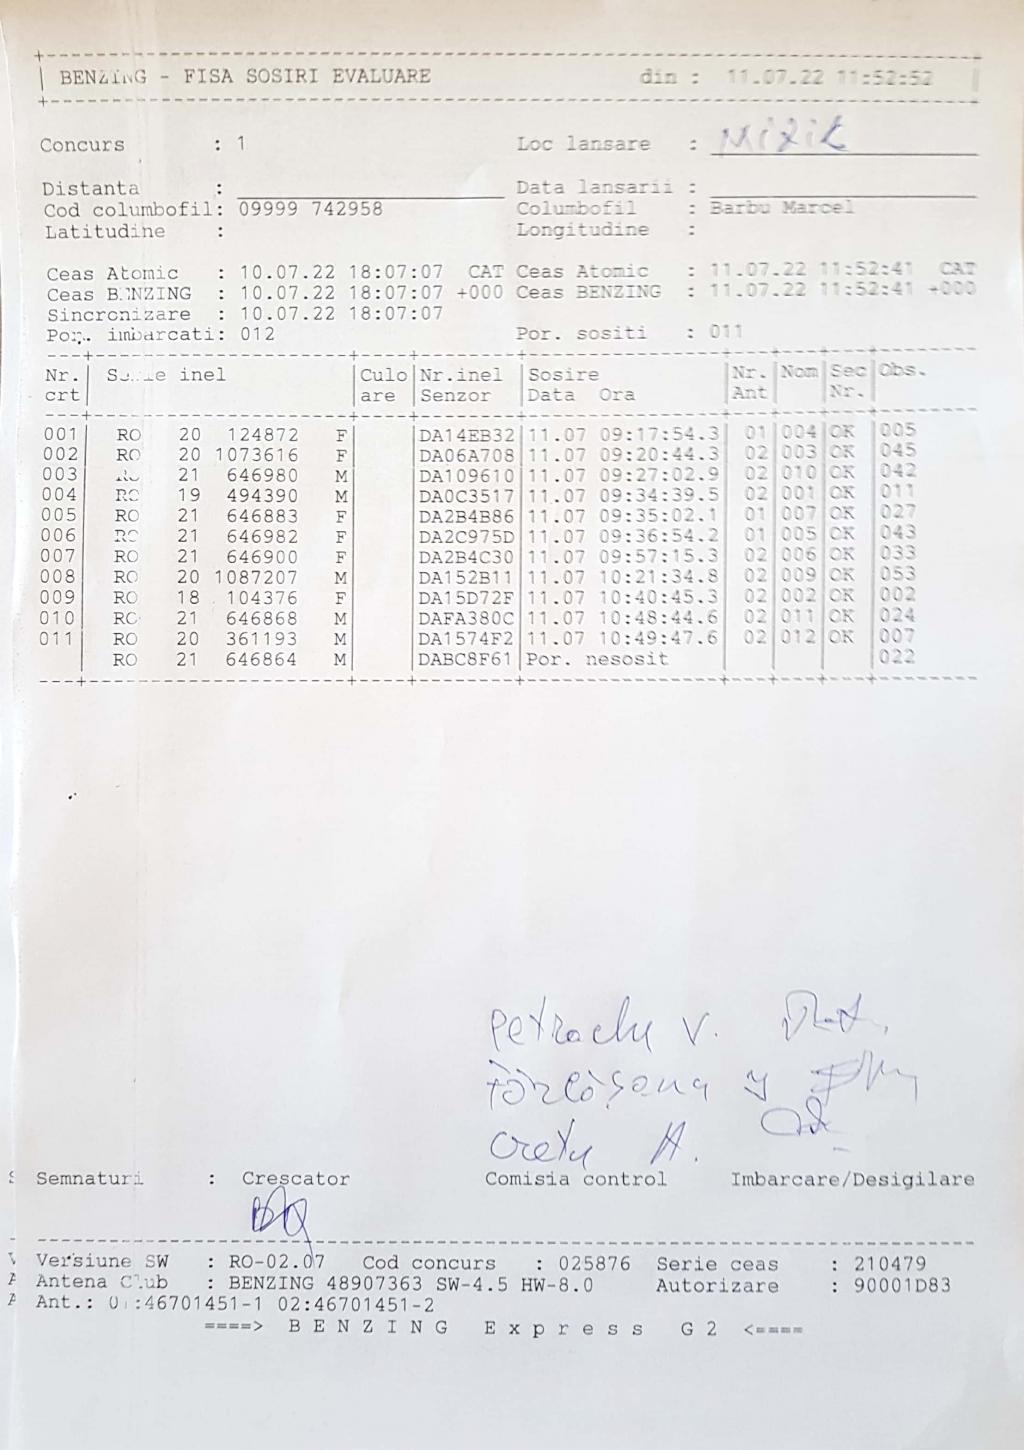 BENZING - FISA SOSIRI EVALUARE din : 11.07.22 11:52:52
Concurs : 1 Loc lansare : Mizil
Distanta : Data lansarii :
Cod columbofil: 09999 742958 Columbofil : Barbu Marcel
Latitudine : Longitudine :
Ceas Atomic : 10.07.22 18:07:07 CAT Ceas Atomic : 11.07.22 11:52:41 CAT
Ceas BENZING : 10.07.22 18:07:07 +000 Ceas BENZING : 11.07.22 11:52:41 +000
Sincronizare : 10.07.22 18:07:07
Por. imbarcati: 012 Por. sositi : 011
Nr. Serie inel Culo Nr.inel Sosire Nr. Nom Sec Obs.
crt are Senzor Data Ora Ant Nr.
001 RO 20 124872 F DA14EB32 11.07 09:17:54.3 01 004 OK 005
002 RO 20 1073616 F DA06A708 11.07 09:20:44.3 02 003 OK 045
003 RO 21 646980 M DA109610 11.07 09:27:02.9 02 010 OK 042
004 RO 19 494390 M DA0C3517 11.07 09:34:39.5 02 001 OK 011
005 RO 21 646883 F DA2B4B86 11.07 09:35:02.1 01 007 OK 027
006 RO 21 646982 F DA2C975D 11.07 09:36:54.2 01 005 OK 043
007 RO 21 646900 F DA2B4C30 11.07 09:57:15.3 02 006 OK 033
008 RO 20 1087207 M DA152B11 11.07 10:21:34.8 02 009 OK 053
009 RO 18 104376 F DA15D72F 11.07 10:40:45.3 02 002 OK 002
010 RO 21 646868 M DAFA380C 11.07 10:48:44.6 02 011 OK 024
011 RO 20 361193 M DA1574F2 11.07 10:49:47.6 02 012 OK 007
RO 21 646864 M DABC8F61 Por. nesosit 022
Petrache V.
Cretu A.
Semnaturi : Crescator Comisia control Imbarcare/Desigilare
Versiune SW : RO-02.07 Cod concurs : 025876 Serie ceas : 210479
Antena Club : BENZING 48907363 SW-4.5 HW-8.0 Autorizare : 90001D83
Ant.: 01:46701451-1 02:46701451-2
====> BENZING Express G2 <====